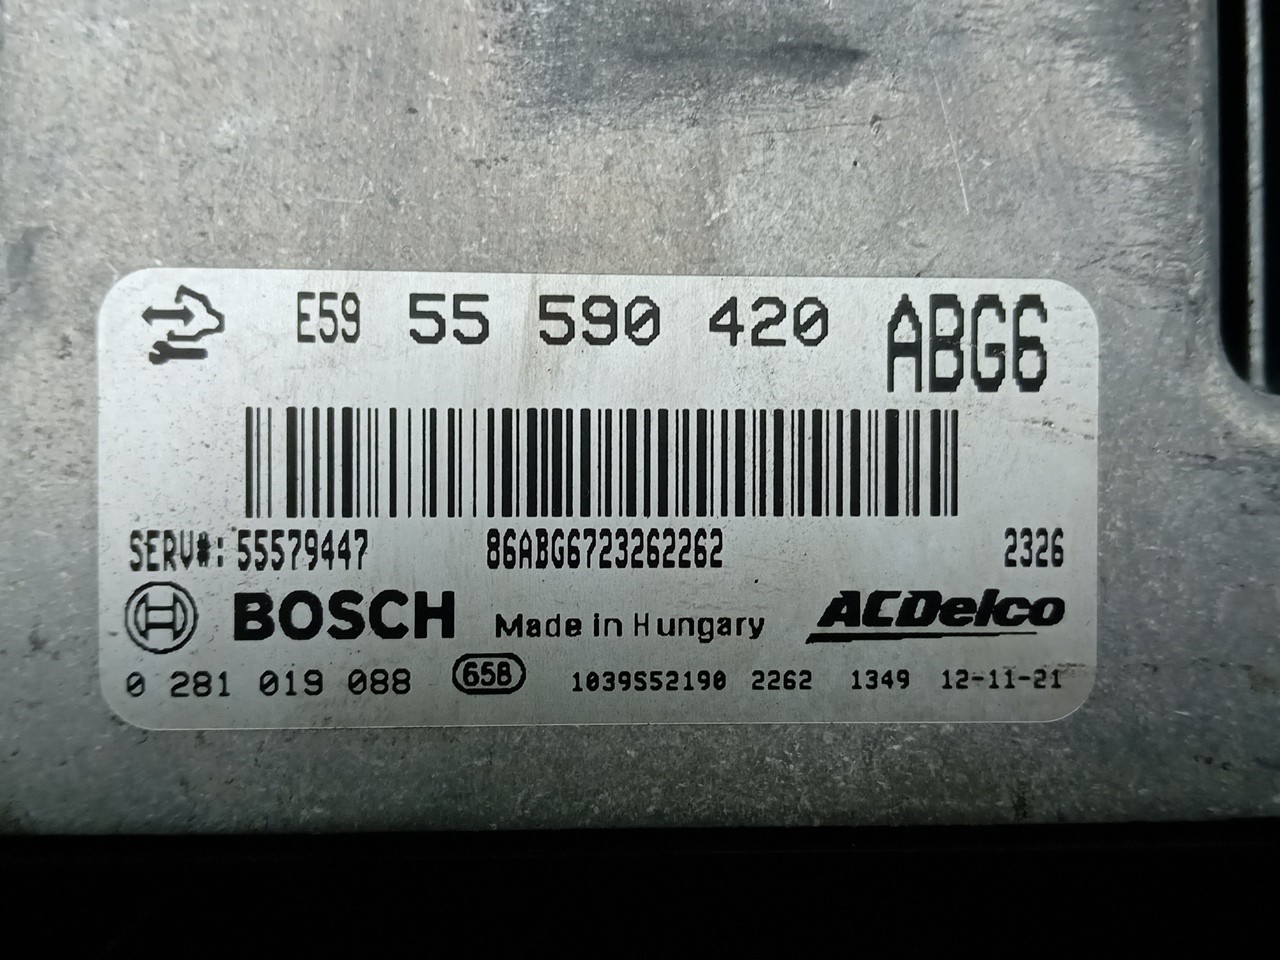 E59 55 590 420 ABG6
SERV#: 55579447 86ABG6723262262 2326
BOSCH Made in Hungary ACDelco
0 281 019 088 65B 1039S52190 2262 1349 12-11-21